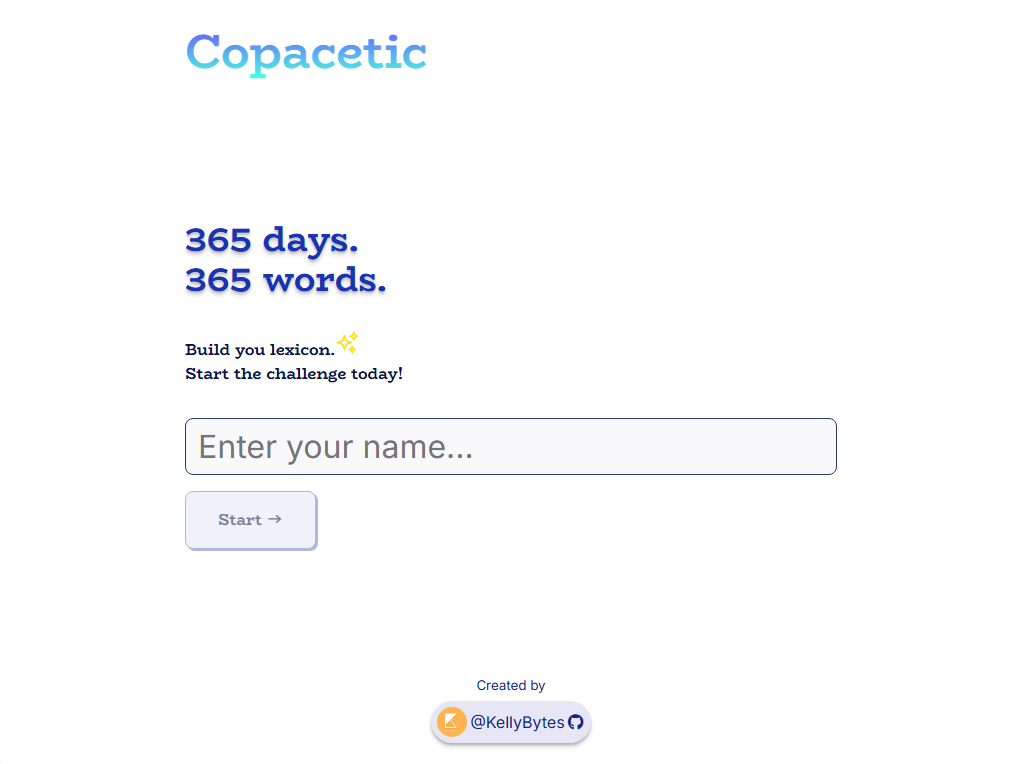 Copacetic
365 days.
365 words.
Build you lexicon.
Start the challenge today!
Enter your name...
Start →
Created by
@KellyBytes